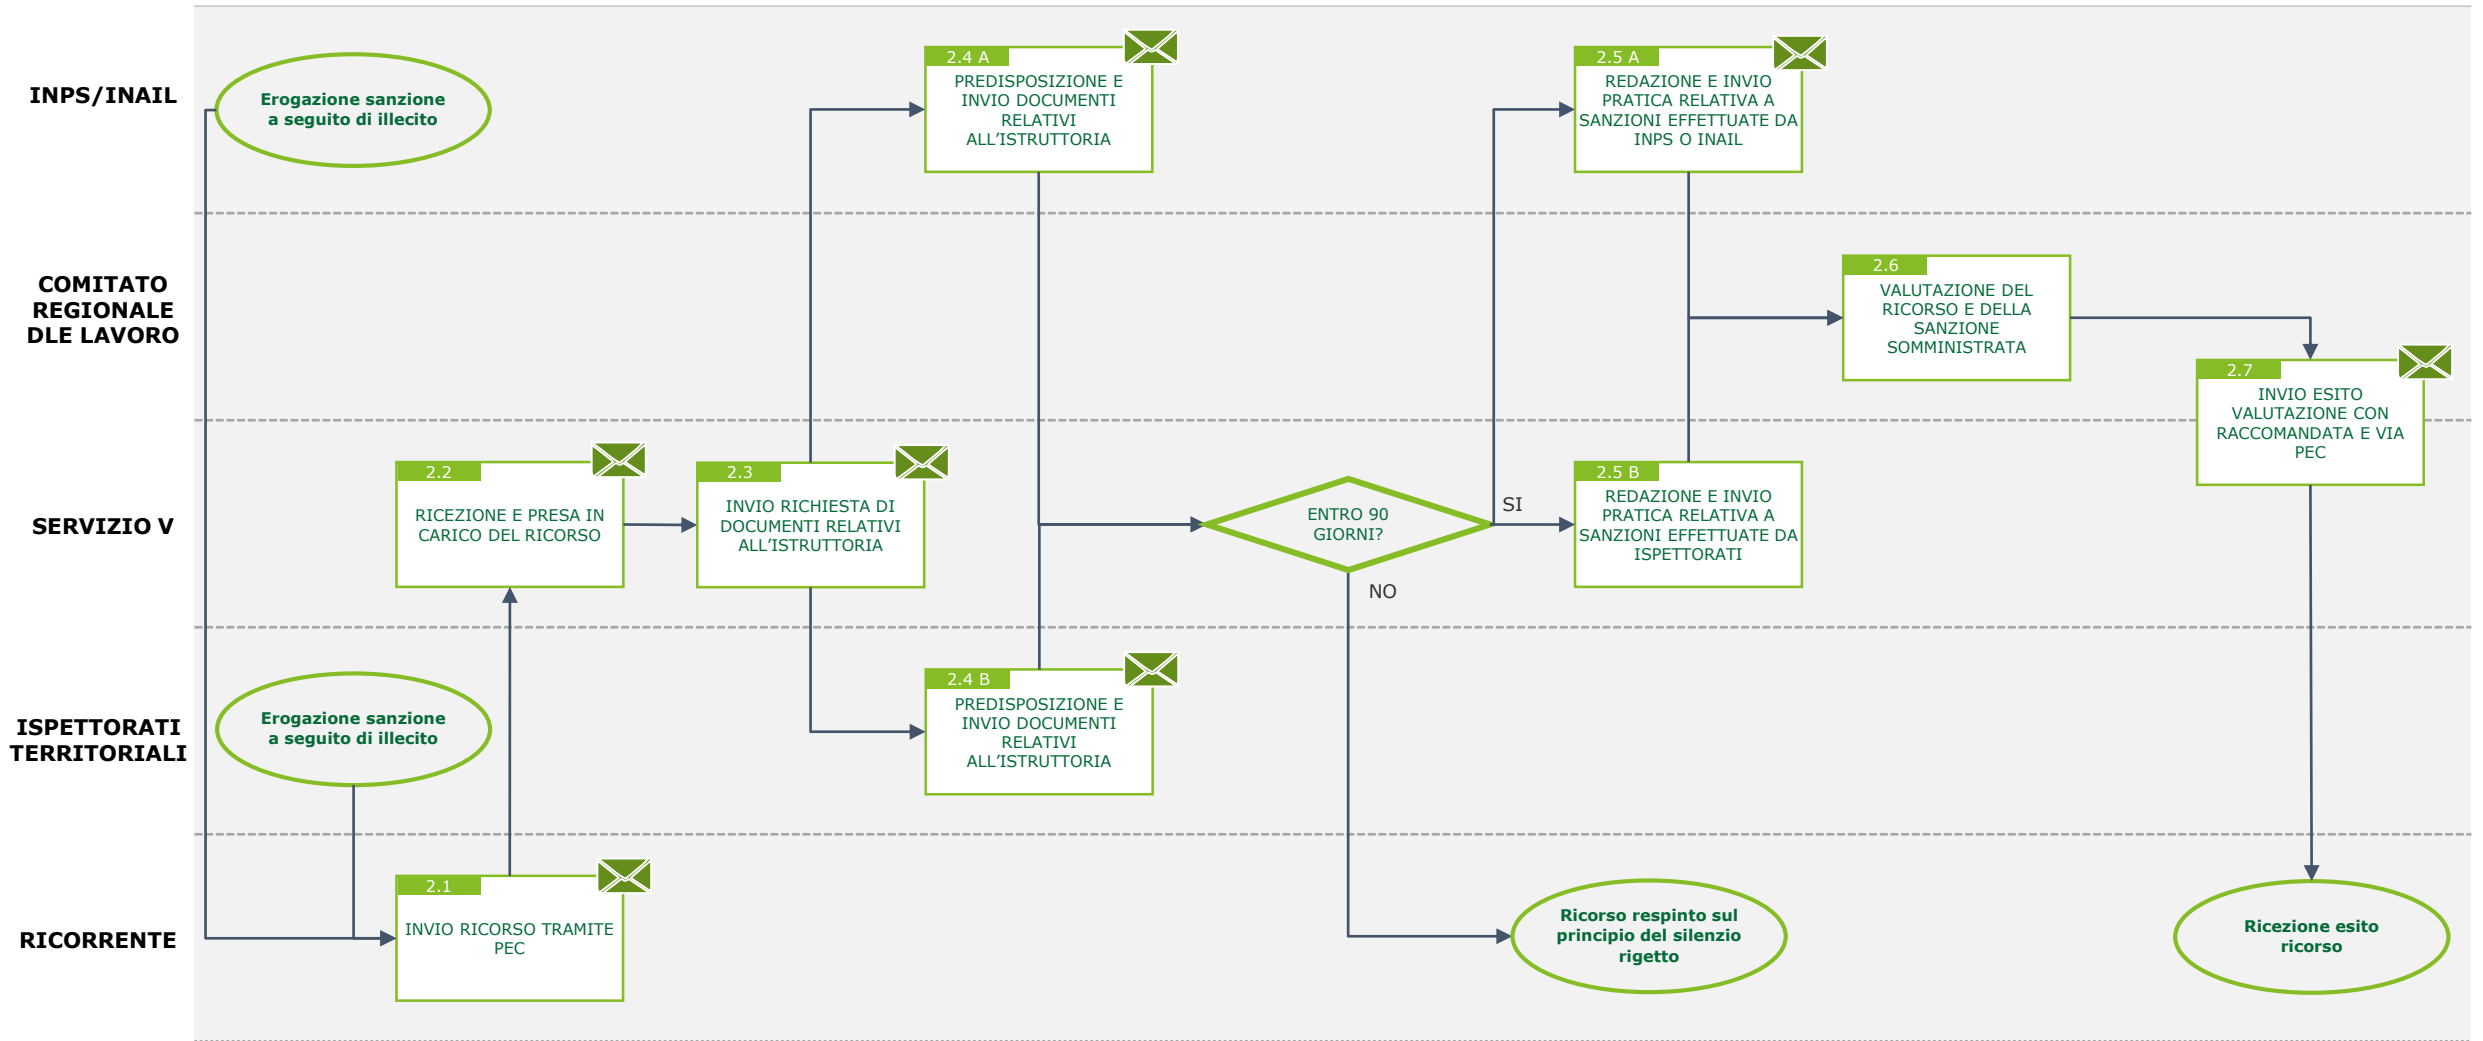 INPS/INAIL
Erogazione sanzione
a seguito di illecito
2.4 A
PREDISPOSIZIONE E
INVIO DOCUMENTI
RELATIVI
ALL'ISTRUTTORIA
2.5 A
REDAZIONE E INVIO
PRATICA RELATIVA A
SANZIONI EFFETTUATE DA
INPS O INAIL
COMITATO
REGIONALE
DLE LAVORO
2.6
VALUTAZIONE DEL
RICORSO E DELLA
SANZIONE
SOMMINISTRATA
2.7
INVIO ESITO
VALUTAZIONE CON
RACCOMANDATA E VIA
PEC
SERVIZIO V
2.2
RICEZIONE E PRESA IN
CARICO DEL RICORSO
2.3
INVIO RICHIESTA DI
DOCUMENTI RELATIVI
ALL'ISTRUTTORIA
ENTRO 90
GIORNI?
SI
NO
2.5 B
REDAZIONE E INVIO
PRATICA RELATIVA A
SANZIONI EFFETTUATE DA
ISPETTORATI
ISPETTORATI
TERRITORIALI
Erogazione sanzione
a seguito di illecito
2.4 B
PREDISPOSIZIONE E
INVIO DOCUMENTI
RELATIVI
ALL'ISTRUTTORIA
RICORRENTE
2.1
INVIO RICORSO TRAMITE
PEC
Ricorso respinto sul
principio del silenzio
rigetto
Ricezione esito
ricorso